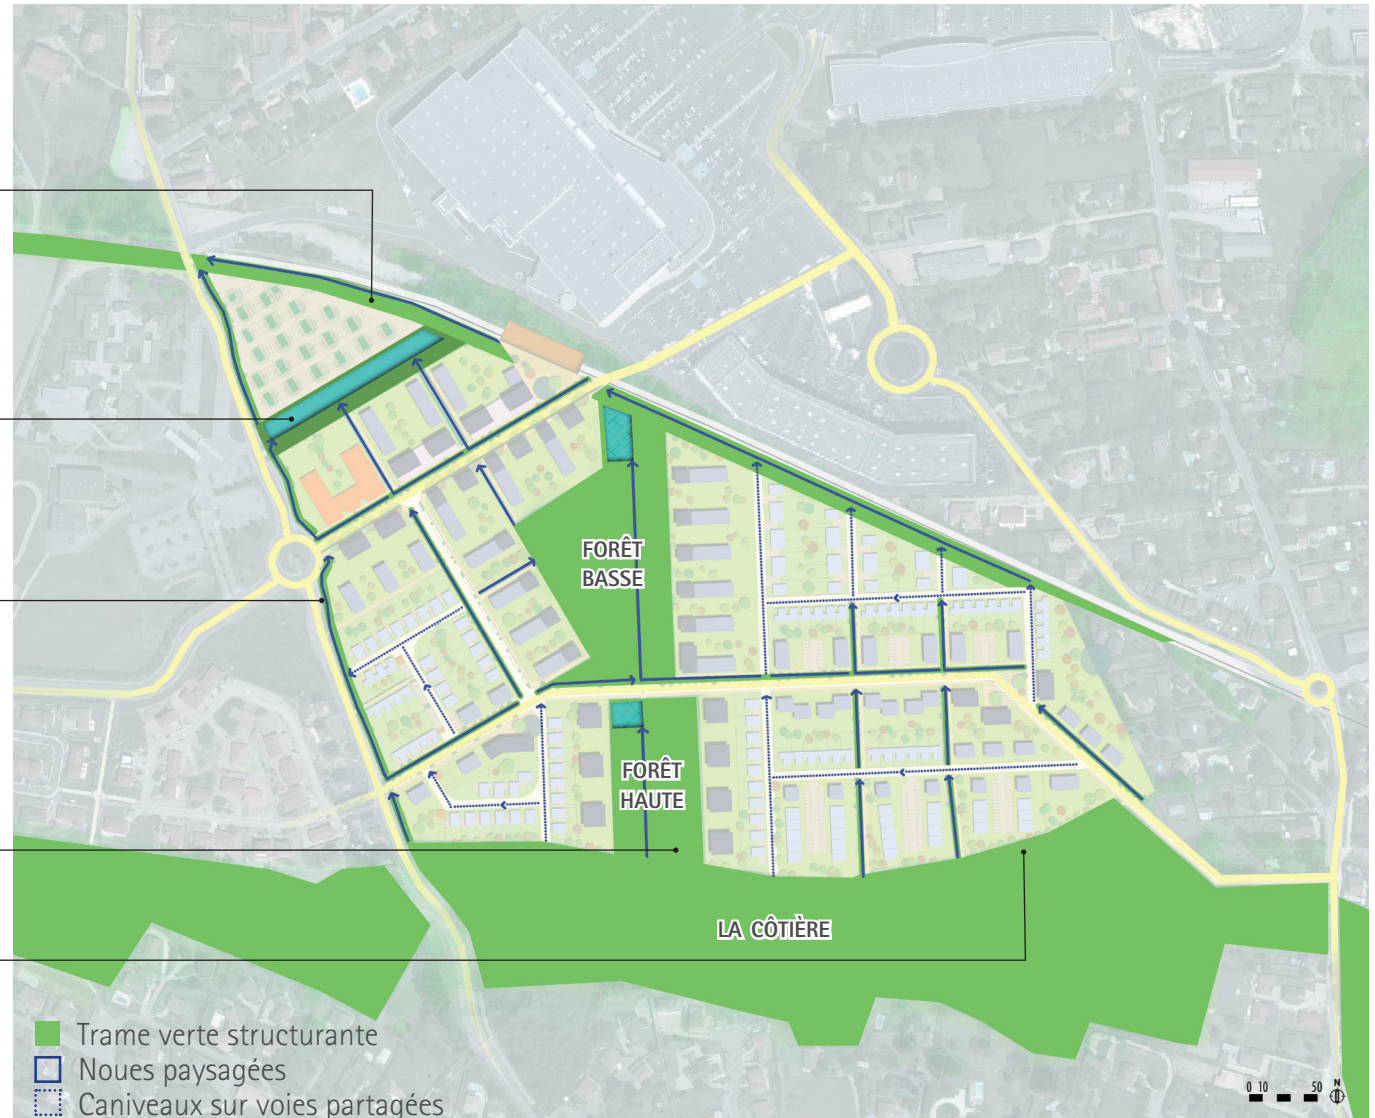 FORÊT
BASSE
FORÊT
HAUTE
LA CÔTIÈRE
Trame verte structurante
Noues paysagées
Caniveaux sur voies partagées
0 10 50 N